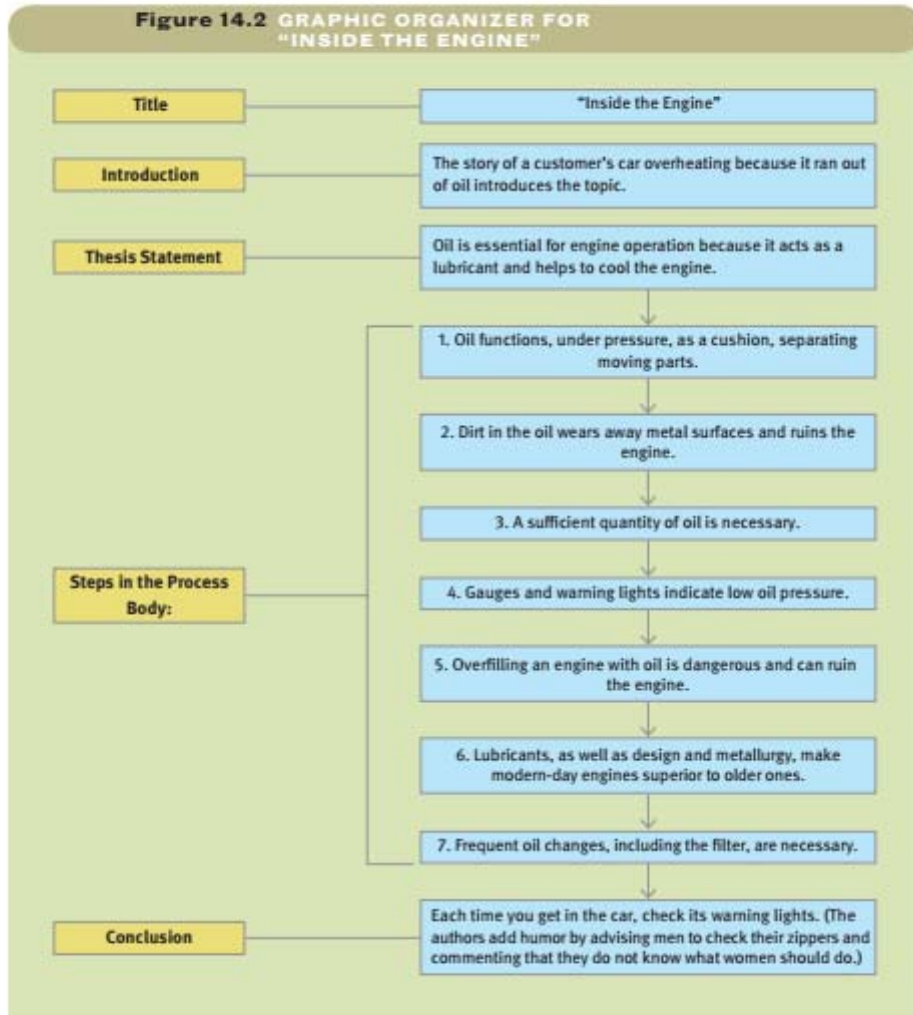 Figure 14.2 GRAPHIC ORGANIZER FOR
"INSIDE THE ENGINE"
Title
"Inside the Engine"
Introduction
The story of a customer's car overheating because it ran out
of oil introduces the topic.
Thesis Statement
Oil is essential for engine operation because it acts as a
lubricant and helps to cool the engine.
Steps in the Process
Body:
1. Oil functions, under pressure, as a cushion, separating
moving parts.
2. Dirt in the oil wears away metal surfaces and ruins the
engine.
3. A sufficient quantity of oil is necessary.
4. Gauges and warning lights indicate low oil pressure.
5. Overfilling an engine with oil is dangerous and can ruin
the engine.
6. Lubricants, as well as design and metallurgy, make
modern-day engines superior to older ones.
7. Frequent oil changes, including the filter, are necessary.
Conclusion
Each time you get in the car, check its warning lights. (The
authors add humor by advising men to check their zippers and
commenting that they do not know what women should do.)